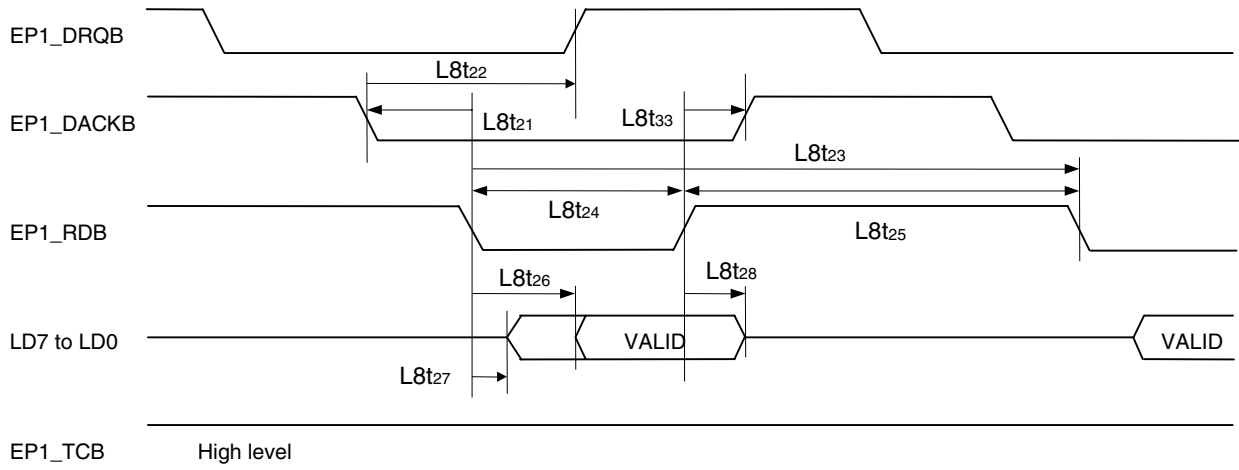 EP1_DRQB
L8t22
EP1_DACKB
L8t21
L8t33
L8t23
L8t24
EP1_RDB
L8t25
L8t26
L8t28
LD7 to LD0
VALID
VALID
L8t27
EP1_TCB
High level